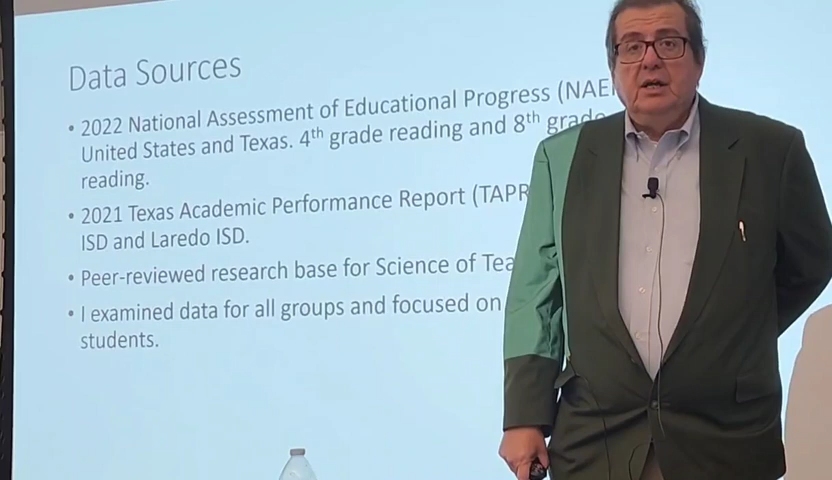 Data Sources
• 2022 National Assessment of Educational Progress (NAE
United States and Texas. 4th grade reading and 8th grade
reading.
• 2021 Texas Academic Performance Report (TAPR
ISD and Laredo ISD.
• Peer-reviewed research base for Science of Tea
• I examined data for all groups and focused on
students.